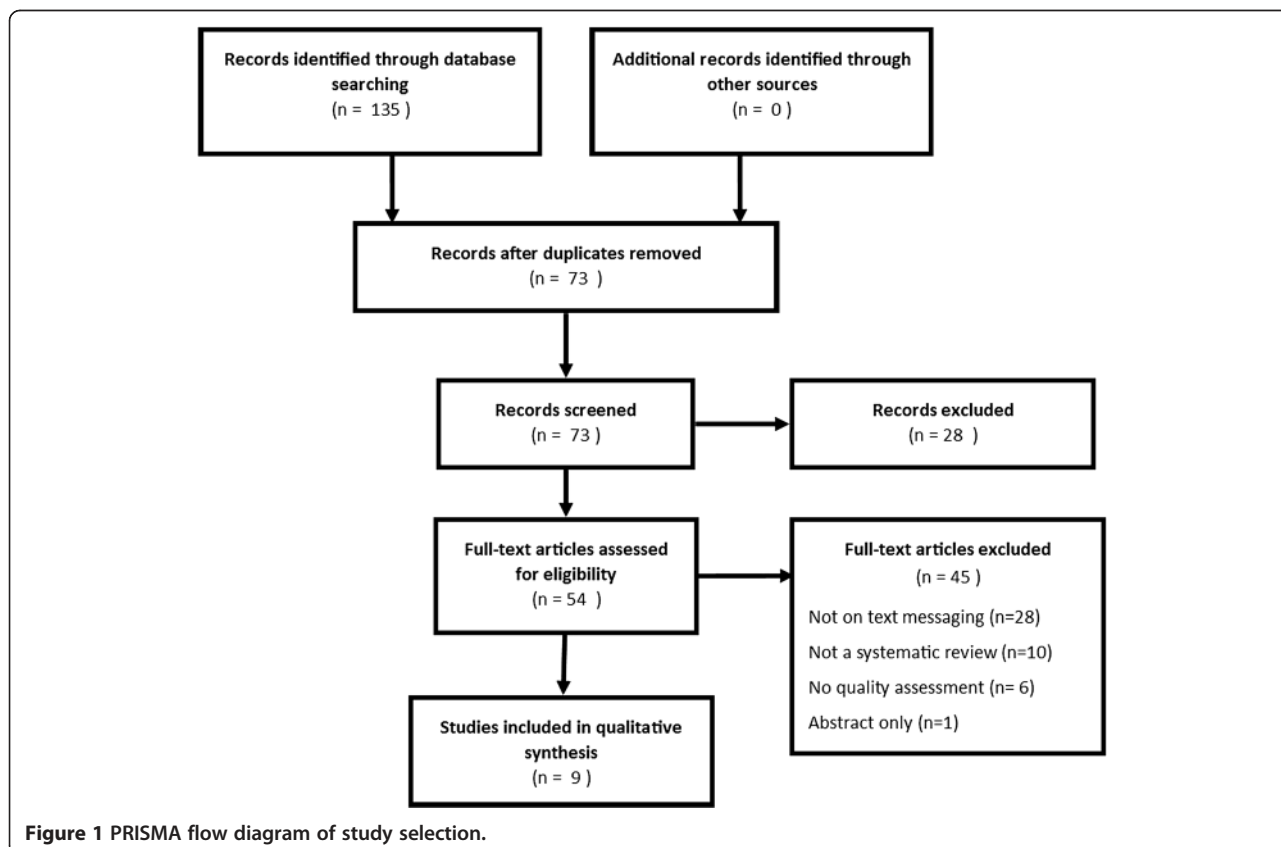 Records identified through database
searching
(n = 135 )
Additional records identified through
other sources
(n = 0 )
Records after duplicates removed
(n = 73 )
Records screened
(n = 73 )
Records excluded
(n = 28 )
Full-text articles assessed
for eligibility
(n = 54 )
Full-text articles excluded
(n = 45 )
Not on text messaging (n=28)
Not a systematic review (n=10)
No quality assessment (n= 6)
Abstract only (n=1)
Studies included in qualitative
synthesis
(n = 9 )
Figure 1 PRISMA flow diagram of study selection.